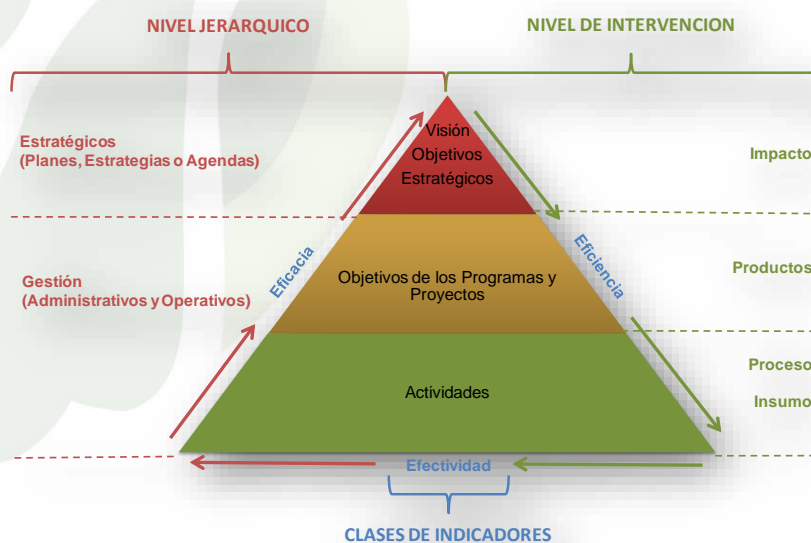 NIVEL JERARQUICO
NIVEL DE INTERVENCION
Estratégicos
(Planes, Estrategias o Agendas)
Visión
Objetivos
Estratégicos
Impacto
Eficacia
Eficiencia
Gestión
(Administrativos y Operativos)
Objetivos de los Programas y
Proyectos
Productos
Actividades
Proceso
Insumo
Efectividad
CLASES DE INDICADORES